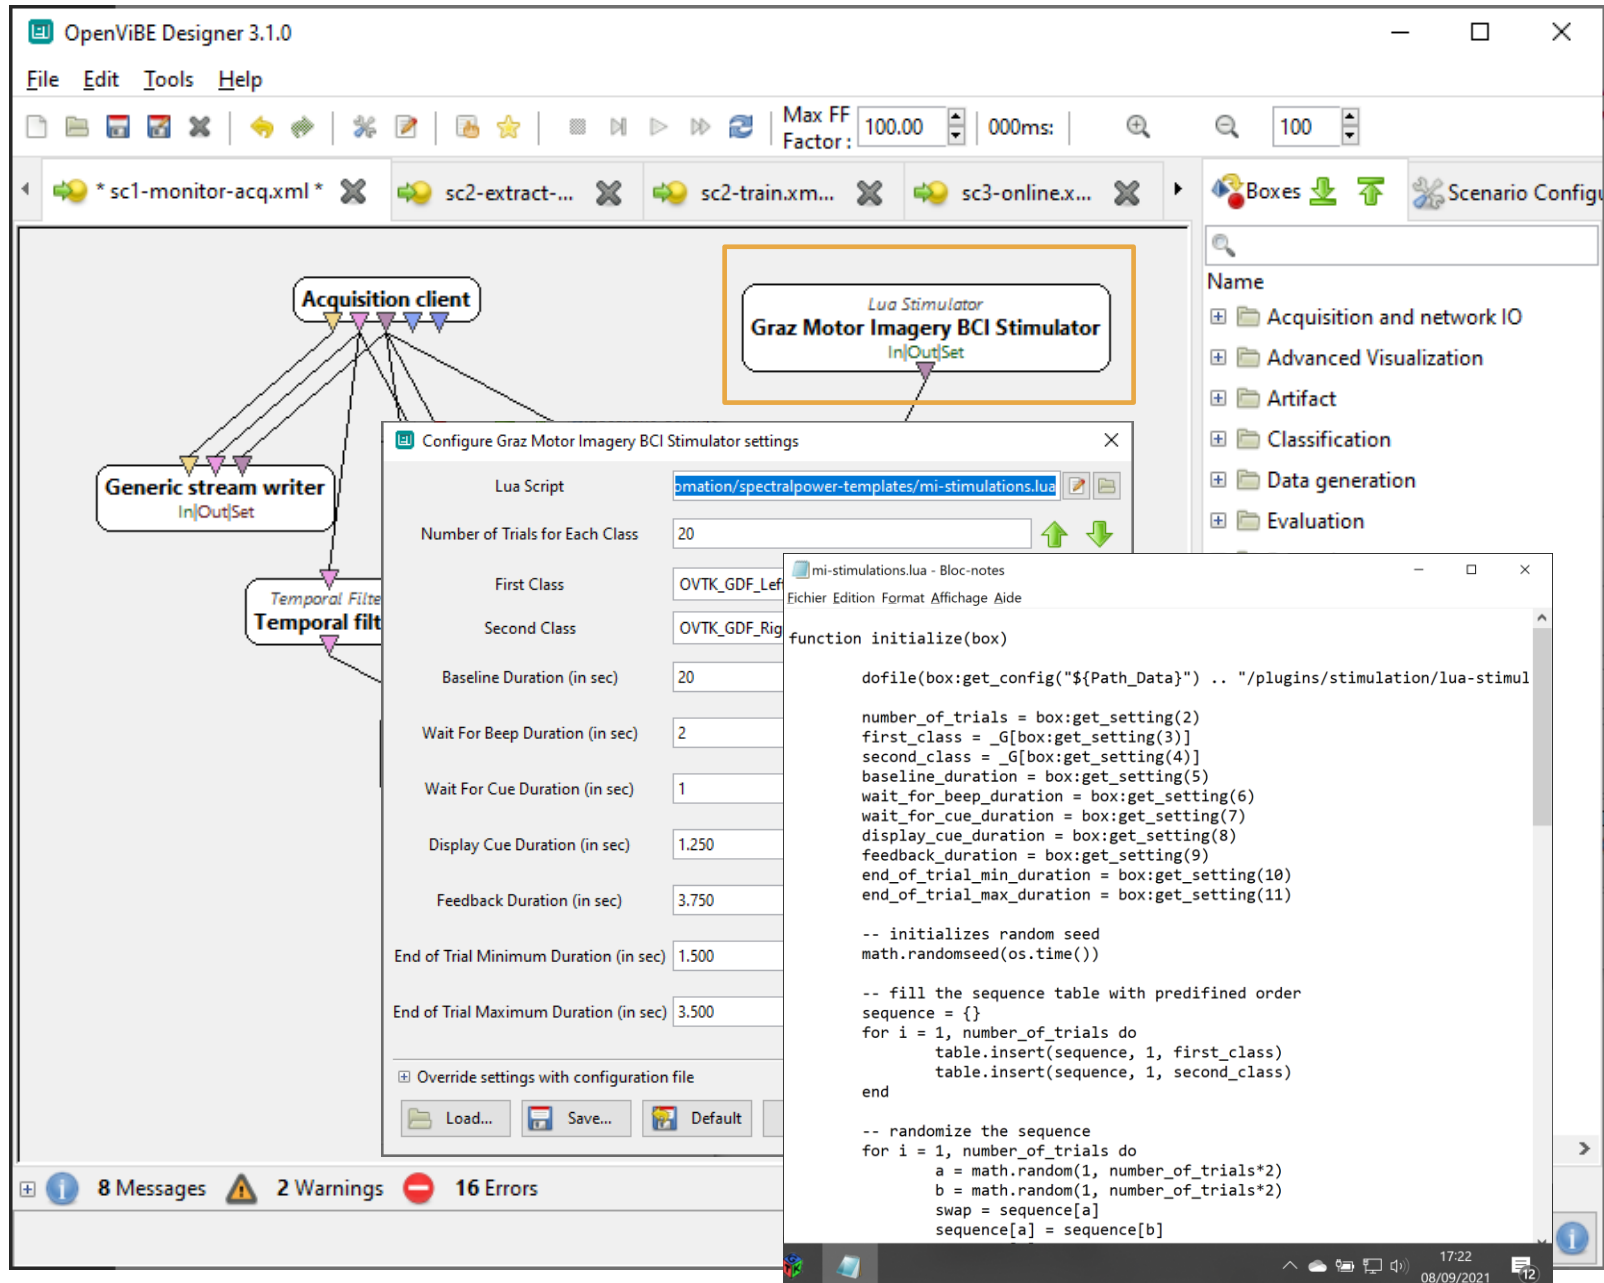 OpenViBE Designer 3.1.0
File Edit Tools Help
Max FF Factor : 100.00 000ms: 100
* sc1-monitor-acq.xml * sc2-extract-... sc2-train.xm... sc3-online.x... Boxes Scenario Configu
Name
Acquisition and network IO
Advanced Visualization
Artifact
Classification
Data generation
Evaluation
Acquisition client
Lua Stimulator
Graz Motor Imagery BCI Stimulator
In|Out|Set
Generic stream writer
In|Out|Set
Temporal Filte
Temporal filt
Configure Graz Motor Imagery BCI Stimulator settings
Lua Script omation/spectralpower-templates/mi-stimulations.lua
Number of Trials for Each Class 20
First Class OVTK_GDF_Left
Second Class OVTK_GDF_Rig
Baseline Duration (in sec) 20
Wait For Beep Duration (in sec) 2
Wait For Cue Duration (in sec) 1
Display Cue Duration (in sec) 1.250
Feedback Duration (in sec) 3.750
End of Trial Minimum Duration (in sec) 1.500
End of Trial Maximum Duration (in sec) 3.500
Override settings with configuration file
Load... Save... Default
mi-stimulations.lua - Bloc-notes
Fichier Edition Format Affichage Aide
function initialize(box)
dofile(box:get_config("${Path_Data}") .. "/plugins/stimulation/lua-stimul
number_of_trials = box:get_setting(2)
first_class = _G[box:get_setting(3)]
second_class = _G[box:get_setting(4)]
baseline_duration = box:get_setting(5)
wait_for_beep_duration = box:get_setting(6)
wait_for_cue_duration = box:get_setting(7)
display_cue_duration = box:get_setting(8)
feedback_duration = box:get_setting(9)
end_of_trial_min_duration = box:get_setting(10)
end_of_trial_max_duration = box:get_setting(11)
-- initializes random seed
math.randomseed(os.time())
-- fill the sequence table with predifined order
sequence = {}
for i = 1, number_of_trials do
table.insert(sequence, 1, first_class)
table.insert(sequence, 1, second_class)
end
-- randomize the sequence
for i = 1, number_of_trials do
a = math.random(1, number_of_trials*2)
b = math.random(1, number_of_trials*2)
swap = sequence[a]
sequence[a] = sequence[b]
8 Messages 2 Warnings 16 Errors
17:22
08/09/2021
12